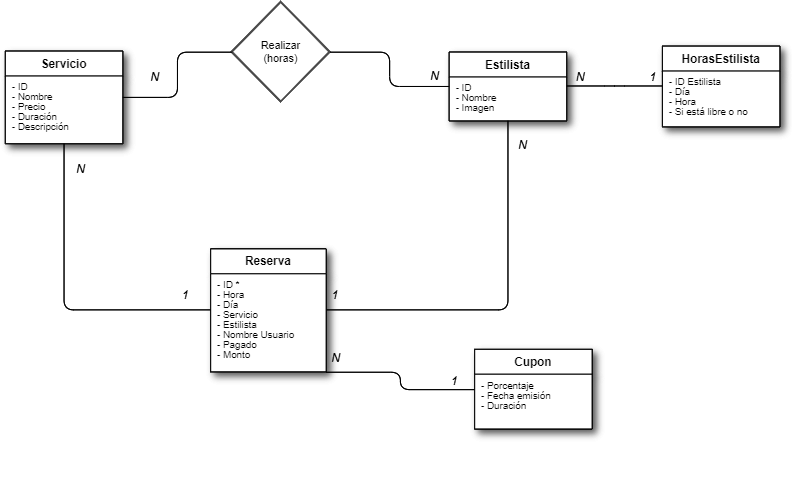 Realizar
(horas)
Servicio
- ID
- Nombre
- Precio
- Duración
- Descripción
N
N
Estilista
- ID
- Nombre
- Imagen
N
1
HorasEstilista
- ID Estilista
- Día
- Hora
- Si está libre o no
N
N
Reserva
- ID *
- Hora
- Día
- Servicio
- Estilista
- Nombre Usuario
- Pagado
- Monto
1
1
N
1
Cupon
- Porcentaje
- Fecha emisión
- Duración